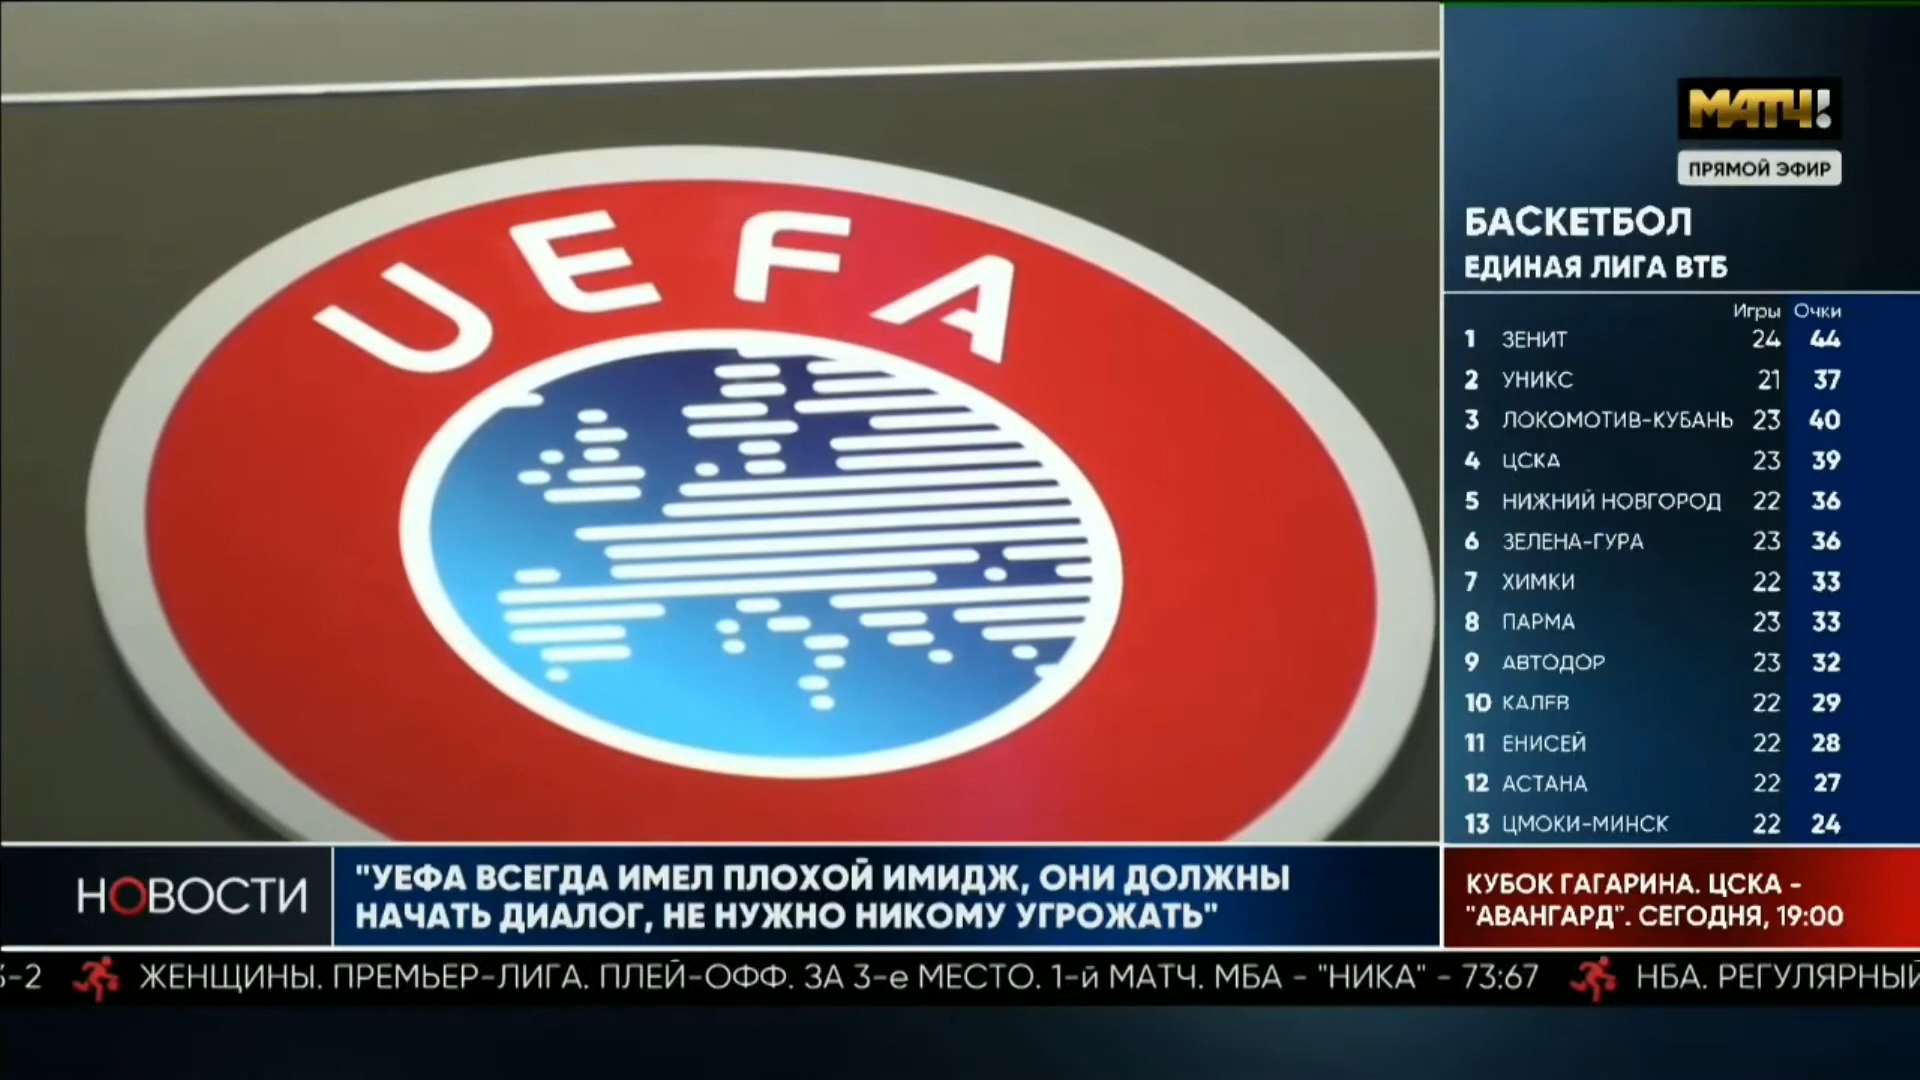 UEFA
МАТЧ!
ПРЯМОЙ ЭФИР
БАСКЕТБОЛ
ЕДИНАЯ ЛИГА ВТБ
Игры Очки
1 ЗЕНИТ 24 44
2 УНИКС 21 37
3 ЛОКОМОТИВ-КУБАНЬ 23 40
4 ЦСКА 23 39
5 НИЖНИЙ НОВГОРОД 22 36
6 ЗЕЛЕНА-ГУРА 23 36
7 ХИМКИ 22 33
8 ПАРМА 23 33
9 АВТОДОР 23 32
10 КАЛЕВ 22 29
11 ЕНИСЕЙ 22 28
12 АСТАНА 22 27
13 ЦМОКИ-МИНСК 22 24
НОВОСТИ
"УЕФА ВСЕГДА ИМЕЛ ПЛОХОЙ ИМИДЖ, ОНИ ДОЛЖНЫ
НАЧАТЬ ДИАЛОГ, НЕ НУЖНО НИКОМУ УГРОЖАТЬ"
КУБОК ГАГАРИНА. ЦСКА -
"АВАНГАРД". СЕГОДНЯ, 19:00
-2 ЖЕНЩИНЫ. ПРЕМЬЕР-ЛИГА. ПЛЕЙ-ОФФ. ЗА 3-е МЕСТО. 1-й МАТЧ. МБА - "НИКА" - 73:67 НБА. РЕГУЛЯРНЫЙ